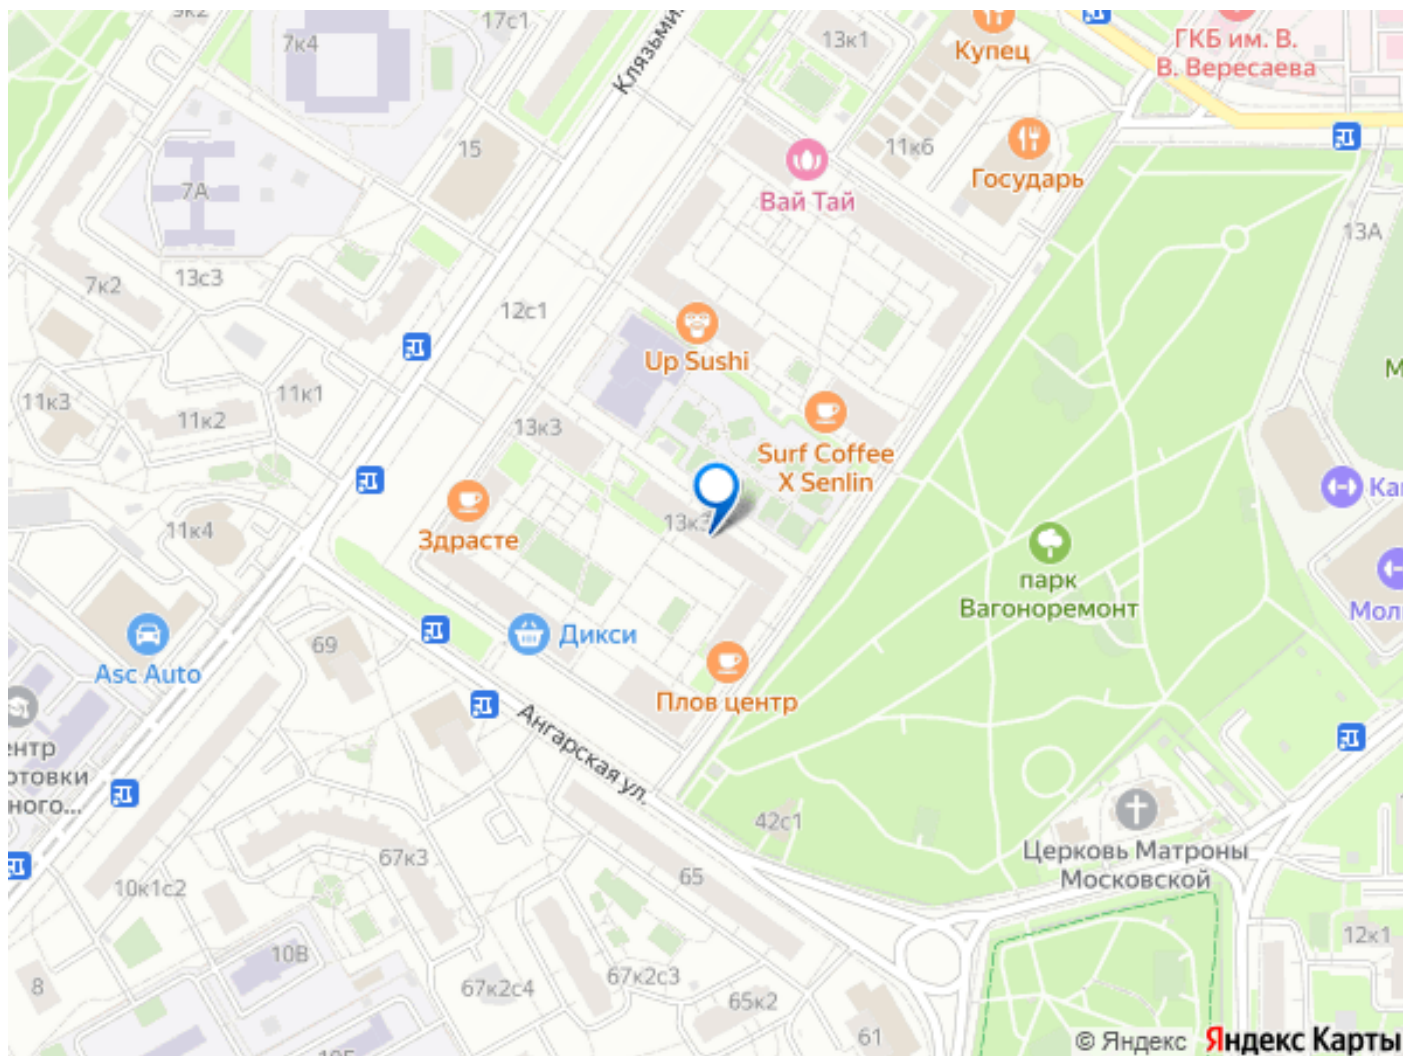 17с1
7к4
Клязьми
13к1
Купец
ГКБ им. В.
В. Вересаева
15
11к6
Государь
7А
Вай Тай
13А
13с3
7к2
12с1
Up Sushi
11к1
11к3
11к2
13к3
Surf Coffee
X Senlin
11к4
Здрасте
парк
Вагоноремонт
Дикси
69
Asc Auto
Плов центр
Ангарская ул.
42с1
Церковь Матроны
Московской
67к3
65
10к1с2
12к1
10В
67к2с3
67к2с4
65к2
8
61
© Яндекс
Яндекс Карты